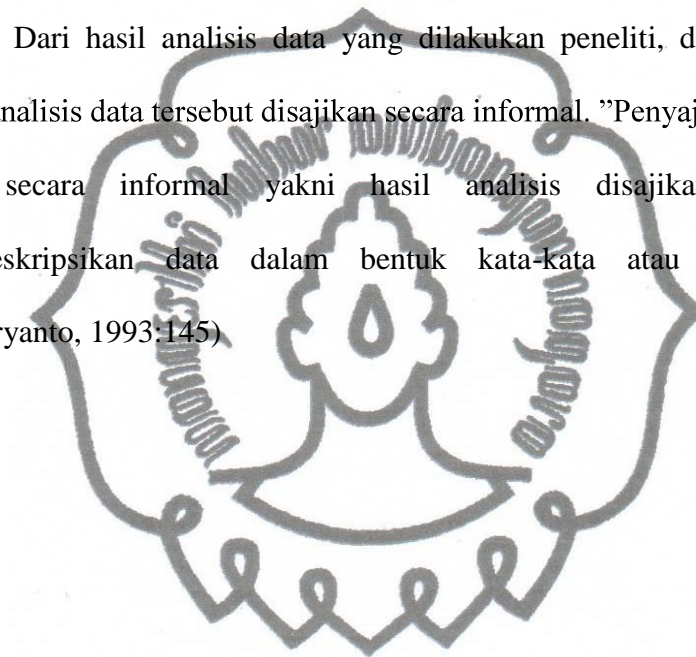 Dari hasil analisis data yang dilakukan peneliti, d
nalisis data tersebut disajikan secara informal. ”Penyaj
secara informal yakni hasil analisis disajika
eskripsikan data dalam bentuk kata-kata atau
ryanto, 1993:145)